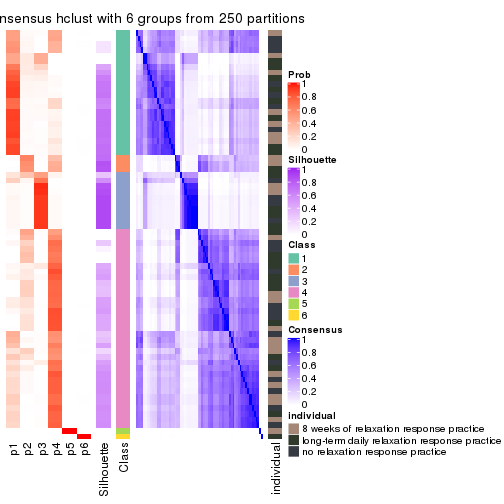 nsensus hclust with 6 groups from 250 partitions
Prob
1
0.8
0.6
0.4
0.2
0
Silhouette
1
0.8
0.6
0.4
0.2
0
Class
1
2
3
4
5
6
Consensus
1
0.8
0.6
0.4
0.2
0
individual
8 weeks of relaxation response practice
long-term daily relaxation response practice
no relaxation response practice
p1
p2
p3
p4
p5
p6
Silhouette
Class
individual